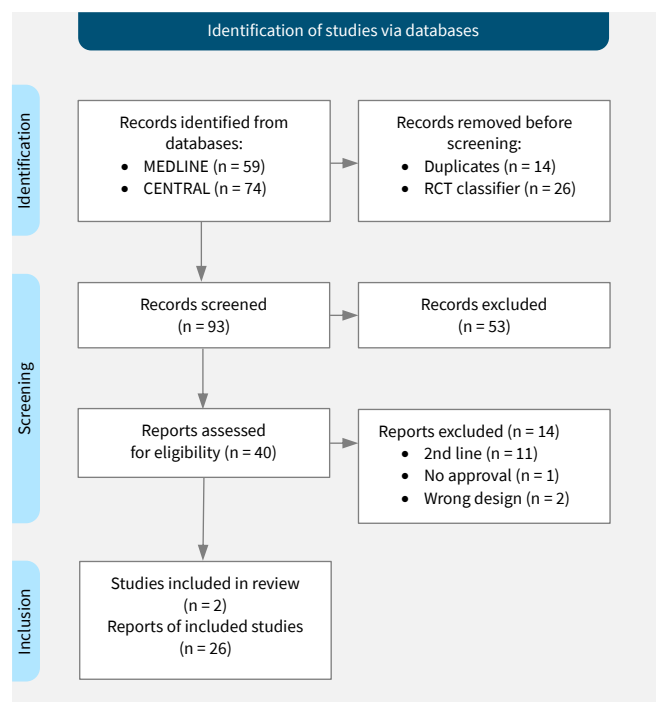 Identification of studies via databases
Identification
Records identified from
databases:
• MEDLINE (n = 59)
• CENTRAL (n = 74)
Records removed before
screening:
• Duplicates (n = 14)
• RCT classifier (n = 26)
Screening
Records screened
(n = 93)
Records excluded
(n = 53)
Reports assessed
for eligibility (n = 40)
Reports excluded (n = 14)
• 2nd line (n = 11)
• No approval (n = 1)
• Wrong design (n = 2)
Inclusion
Studies included in review
(n = 2)
Reports of included studies
(n = 26)